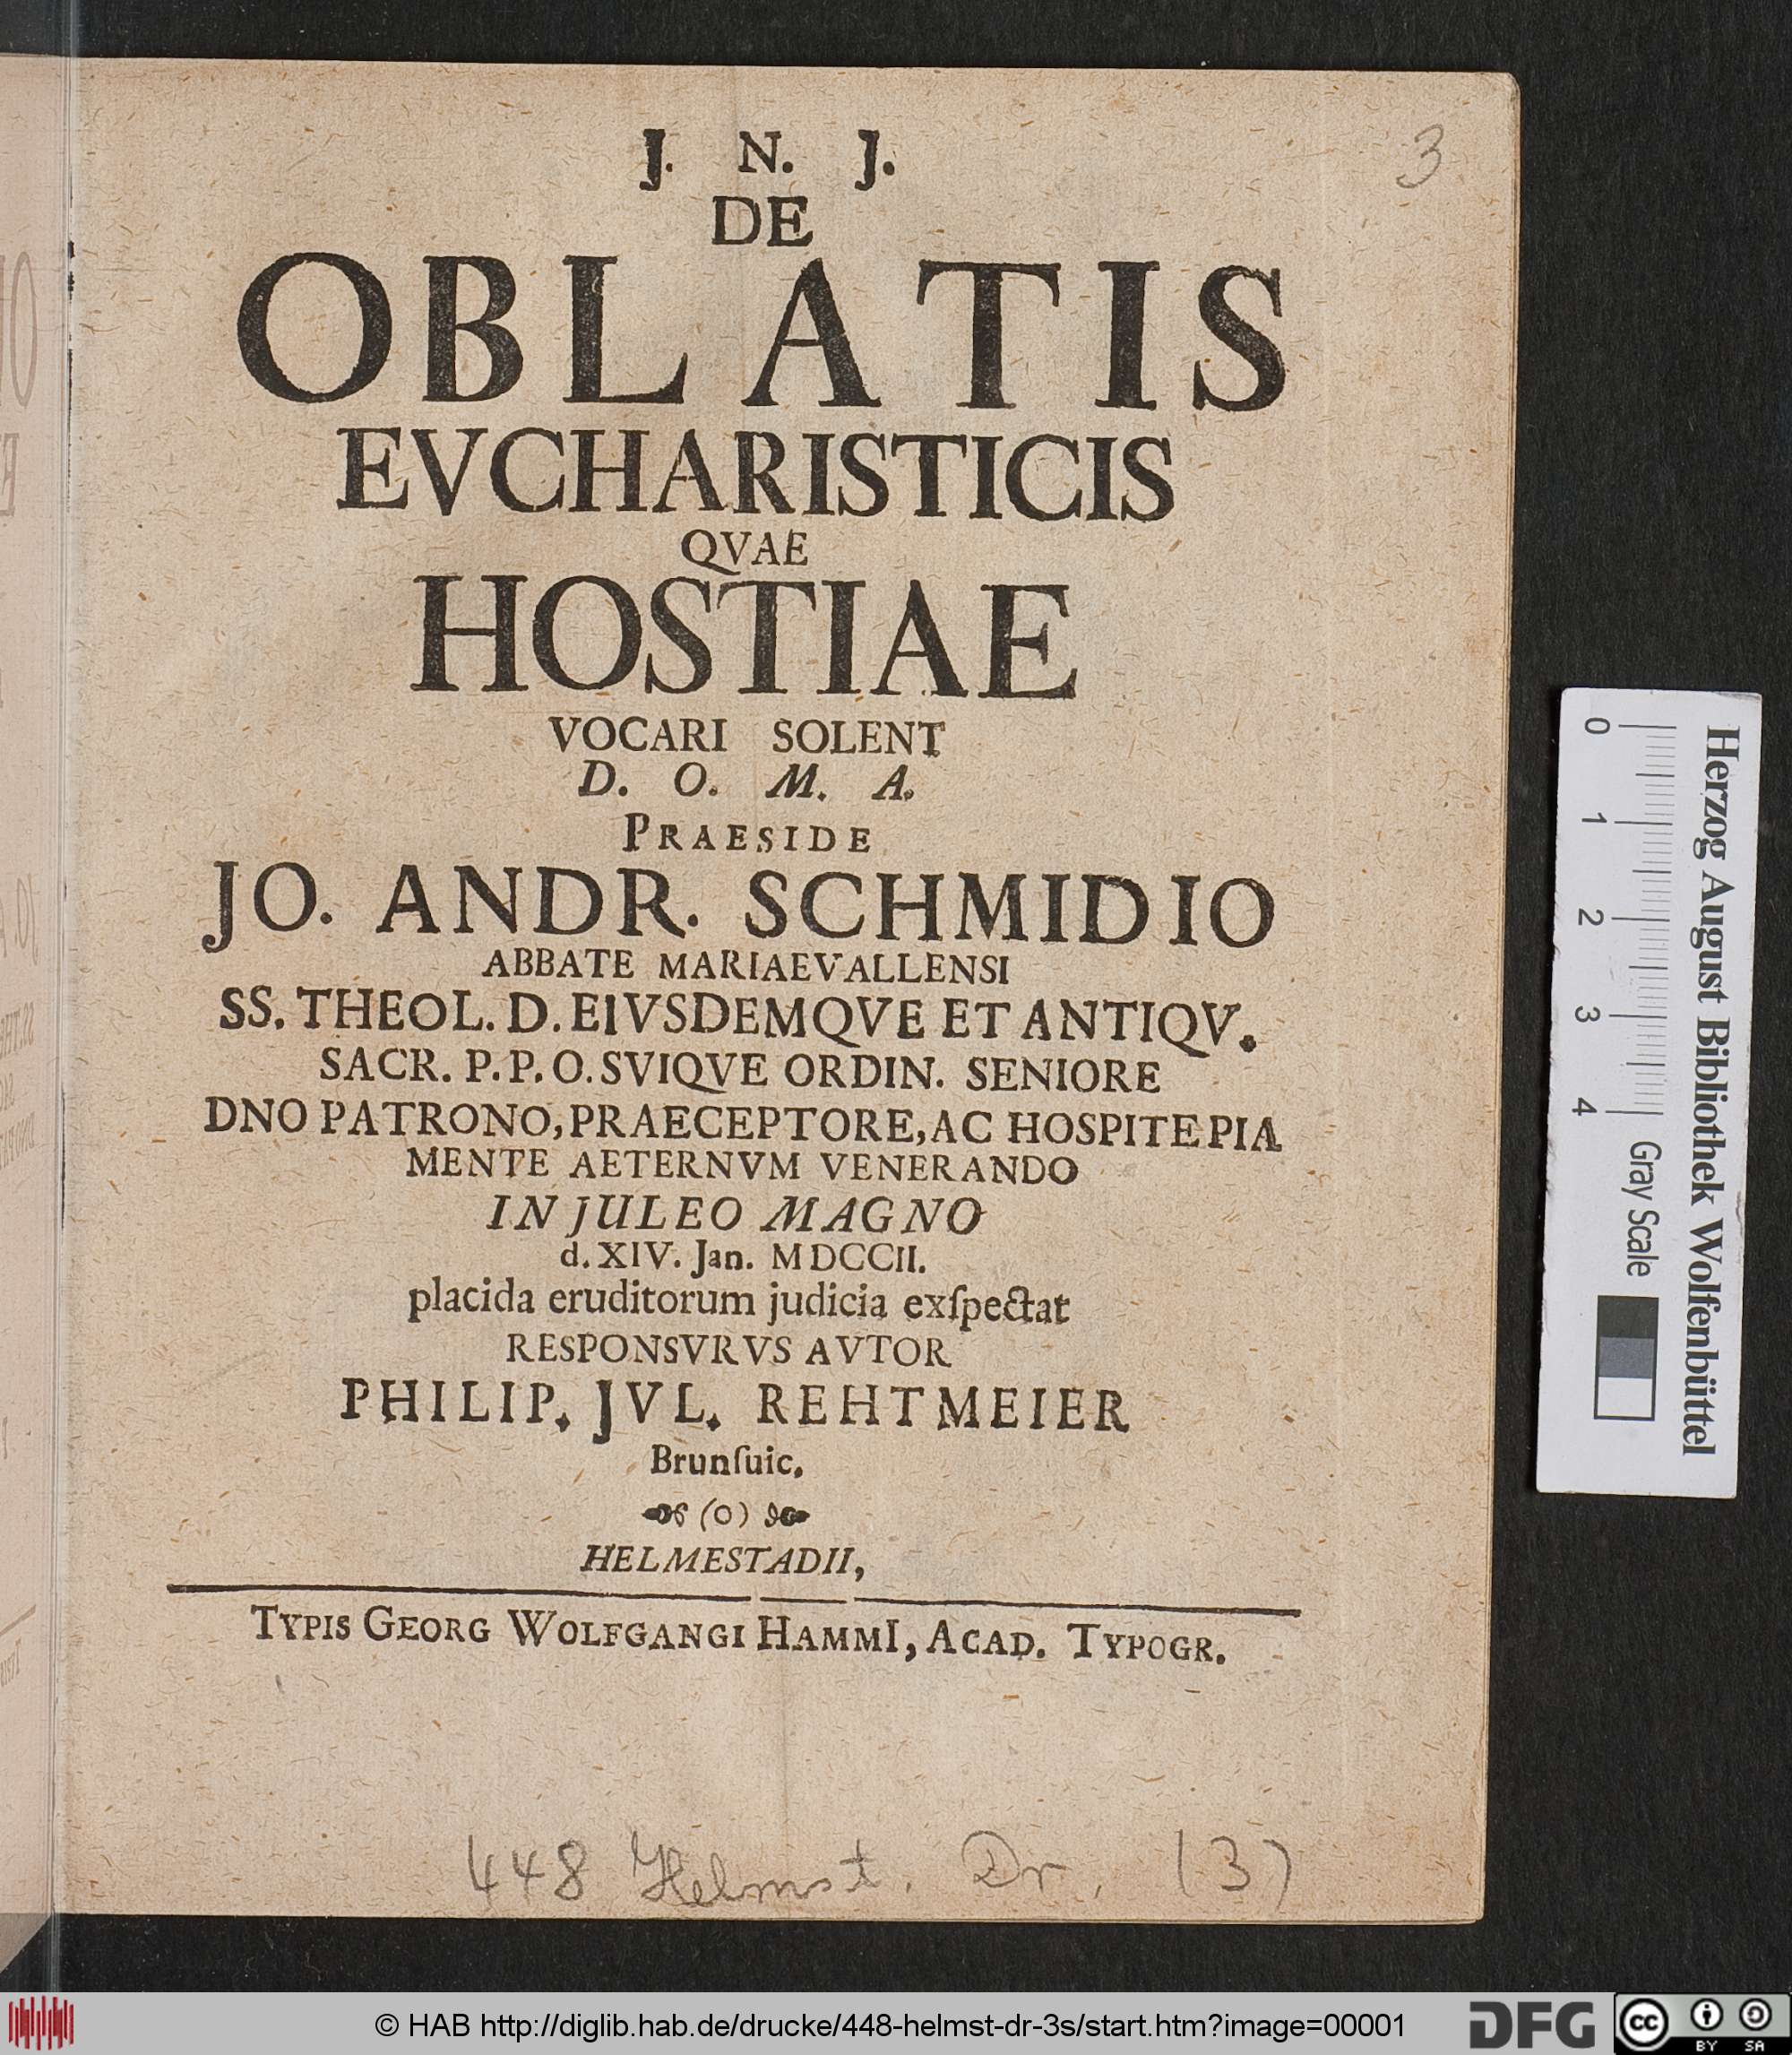 J. N. J.
3
DE
OBLATIS
EVCHARISTICIS
QVAE
HOSTIAE
VOCARI SOLENT
D. O. M. A.
PRAESIDE
JO. ANDR. SCHMIDIO
ABBATE MARIAEVALLENSI
SS. THEOL. D. EIVSDEMQVE ET ANTIQV.
SACR. P. P. O. SVIQVE ORDIN. SENIORE
DNO PATRONO, PRAECEPTORE, AC HOSPITE PIA
MENTE AETERNVM VENERANDO
IN JULEO MAGNO
d. XIV. Jan. MDCCII.
placida eruditorum judicia exſpectat
RESPONSVRVS AVTOR
PHILIP. JVL. REHTMEIER
Brunſuic.
(O)
HELMESTADII,
TYPIS GEORG WOLFGANGI HAMMI, ACAD. TYPOGR.
448 Helmst. Dr. (3)
Herzog August Bibliothek Wolfenbüttel
0 1 2 3 4 Gray Scale
© HAB http://diglib.hab.de/drucke/448-helmst-dr-3s/start.htm?image=00001
DFG
cc BY SA